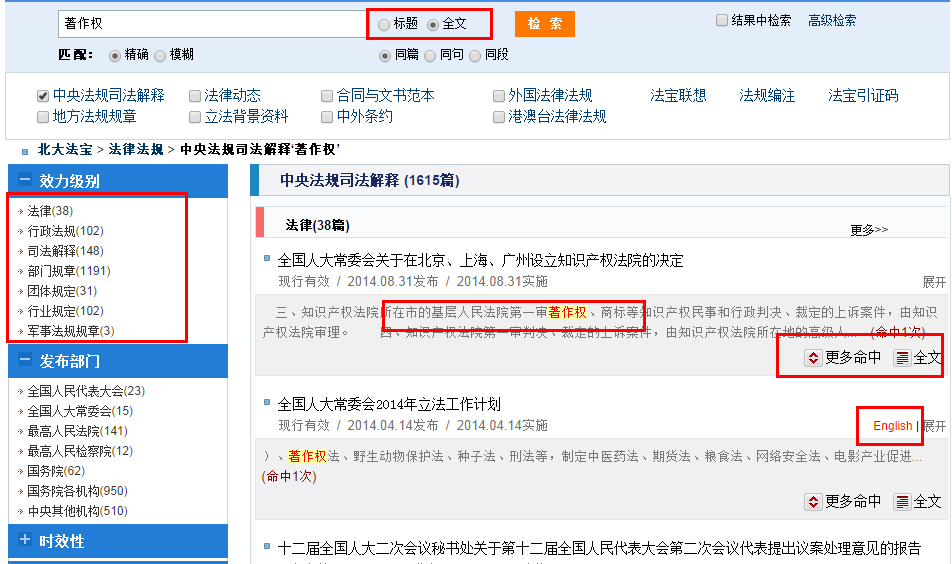 著作权 标题 全文 检 索 结果中检索 高级检索
匹配： 精确 模糊 同篇 同句 同段
中央法规司法解释 法律动态 合同与文书范本 外国法律法规 法宝联想 法规编注 法宝引证码
地方法规规章 立法背景资料 中外条约 港澳台法律法规
北大法宝 > 法律法规 > 中央法规司法解释‘著作权’
效力级别
法律(38)
行政法规(102)
司法解释(148)
部门规章(1191)
团体规定(31)
行业规定(102)
军事法规规章(3)
发布部门
全国人民代表大会(23)
全国人大常委会(15)
最高人民法院(141)
最高人民检察院(12)
国务院(62)
国务院各机构(950)
中央其他机构(510)
时效性
中央法规司法解释 (1615篇)
法律(38篇) 更多>>
全国人大常委会关于在北京、上海、广州设立知识产权法院的决定
现行有效 / 2014.08.31发布 / 2014.08.31实施 展开
三、知识产权法院所在市的基层人民法院第一审著作权、商标等知识产权民事和行政判决、裁定的上诉案件，由知识
产权法院审理。 四、知识产权法院第一审判决、裁定的上诉案件，由知识产权法院所在地的高级人... (命中1次)
更多命中 全文
全国人大常委会2014年立法工作计划
现行有效 / 2014.04.14发布 / 2014.04.14实施 English | 展开
）、著作权法、野生动物保护法、种子法、刑法等，制定中医药法、期货法、粮食法、网络安全法、电影产业促进...
(命中1次)
更多命中 全文
十二届全国人大二次会议秘书处关于第十二届全国人民代表大会第二次会议代表提出议案处理意见的报告